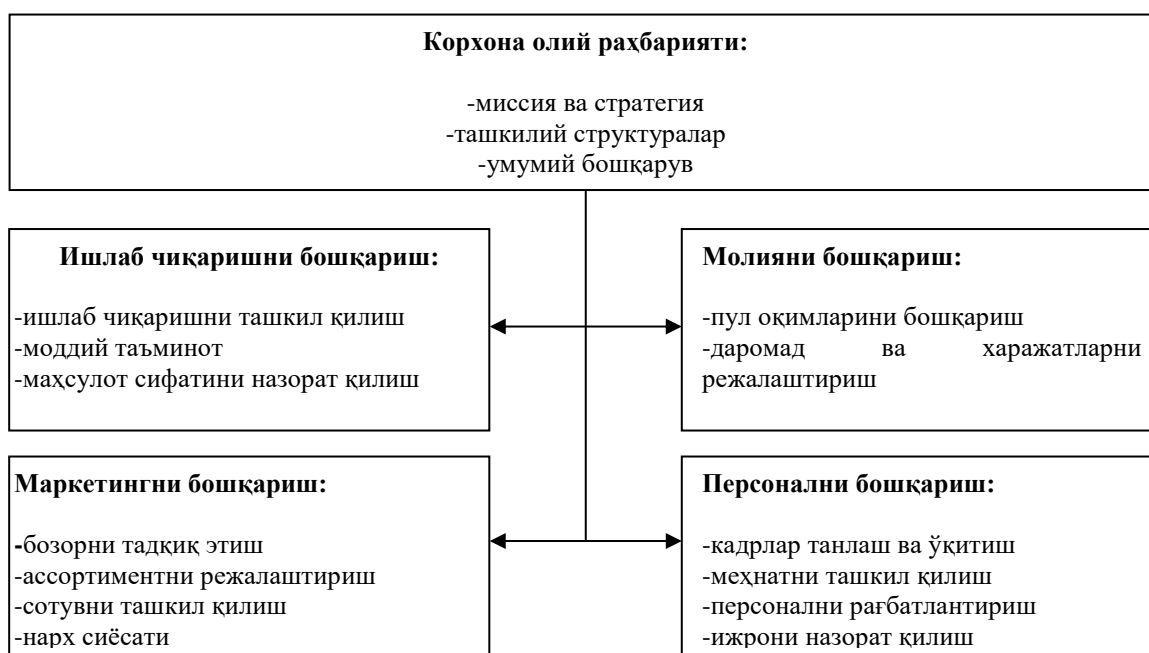 Корхона олий раҳбарияти:
-миссия ва стратегия
-ташкилий структуралар
-умумий бошқарув
Ишлаб чиқаришни бошқариш:
-ишлаб чиқаришни ташкил қилиш
-моддий таъминот
-маҳсулот сифатини назорат қилиш
Молияни бошқариш:
-пул оқимларини бошқариш
-даромад ва харажатларни
режалаштириш
Маркетингни бошқариш:
-бозорни тадқиқ этиш
-ассортиментни режалаштириш
-сотувни ташкил қилиш
-нарх сиёсати
Персонални бошқариш:
-кадрлар танлаш ва ўқитиш
-меҳнатни ташкил қилиш
-персонални рағбатлантириш
-ижрони назорат қилиш